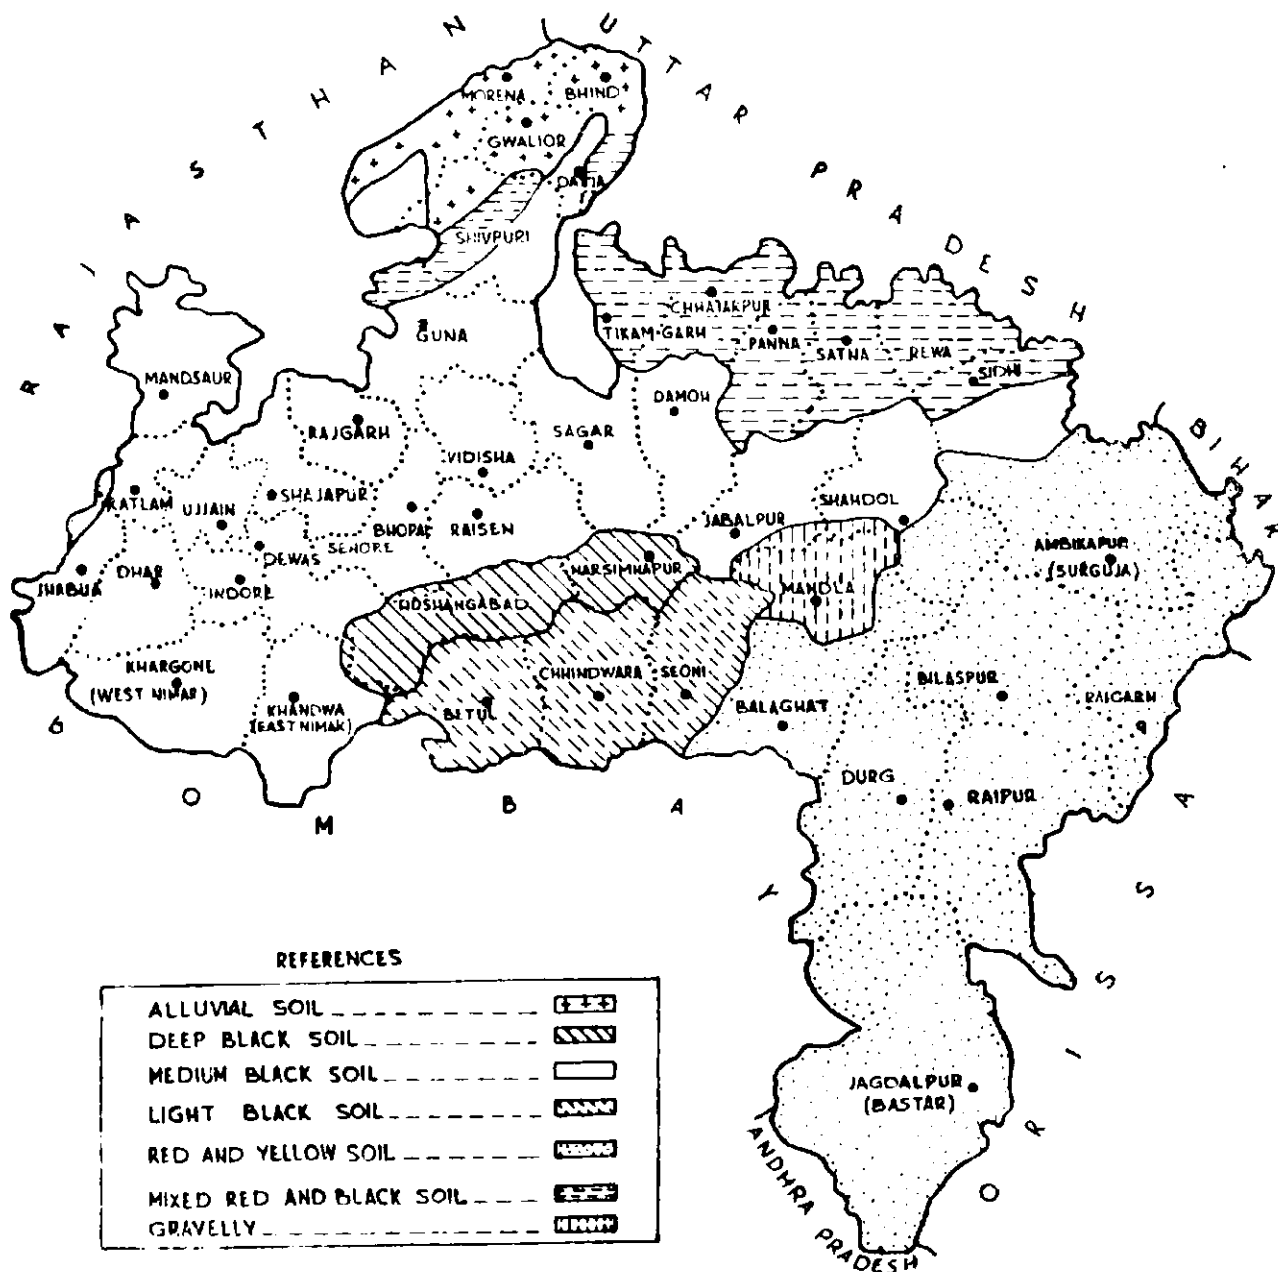 RAJASTHAN
UTTAR PRADESH
MORENA
BHIND
GWALIOR
DATIA
SHIVPURI
CHHATARPUR
TIKAM-GARH
PANNA
SATNA
REWA
SIDHI
GUNA
MANDSAUR
DAMOH
RAJGARH
SAGAR
VIDISHA
BIHAR
RATLAM
UJJAIN
SHAJAPUR
BHOPAL
RAISEN
JABALPUR
SHAHDOL
SEHORE
DEWAS
NARSIMHAPUR
AMBIKAPUR
(SURGUJA)
JHABUA
DHAR
INDORE
HOSHANGABAD
MANDLA
KHARGONE
(WEST NIMAR)
KHANDWA
(EAST NIMAR)
BETUL
CHHINDWARA
SEONI
BALAGHAT
BILASPUR
RAIGARH
DURG
RAIPUR
BOMBAY
ORISSA
JAGDALPUR
(BASTAR)
ANDHRA PRADESH
REFERENCES
ALLUVIAL SOIL
DEEP BLACK SOIL
MEDIUM BLACK SOIL
LIGHT BLACK SOIL
RED AND YELLOW SOIL
MIXED RED AND BLACK SOIL
GRAVELLY